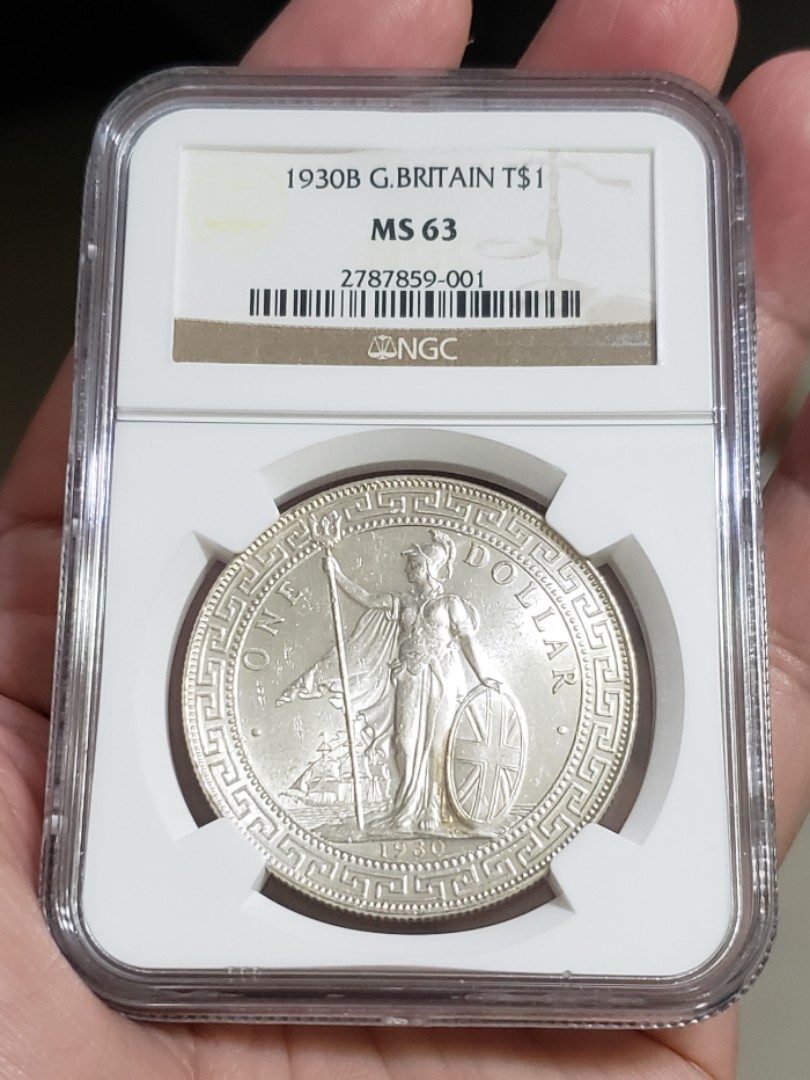 1930B G.BRITAIN T$1
MS 63
2787859-001
NGC
ONE DOLLAR
1930